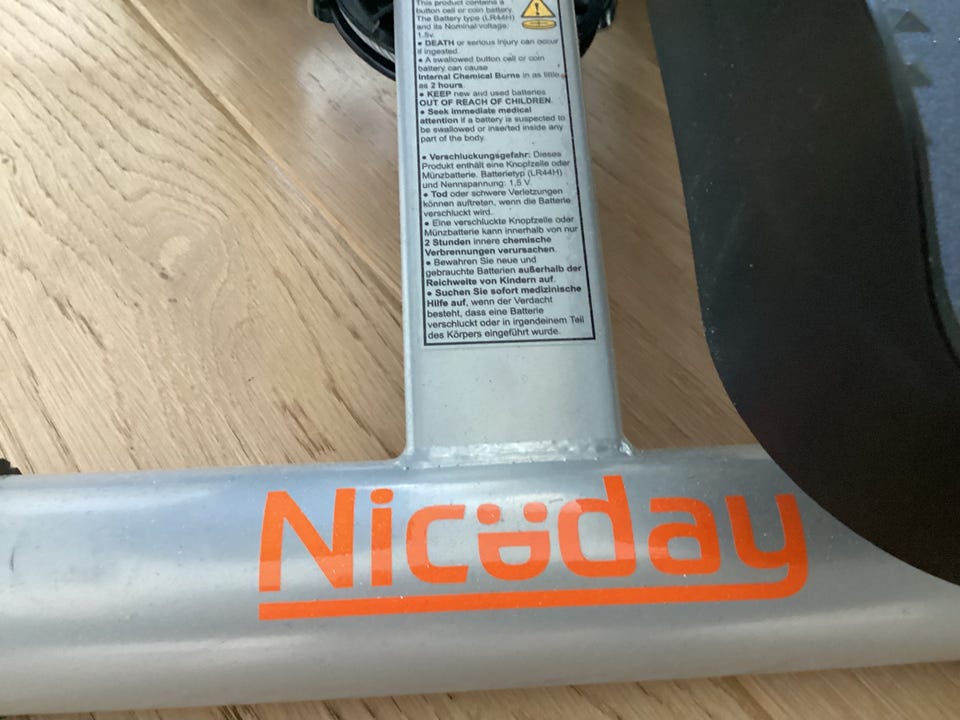 This product contains a
button cell or coin battery.
The Battery type (LR44H)
and its Nominal voltage:
1.5v.
• DEATH or serious injury can occur
if ingested.
• A swallowed button cell or coin
battery can cause
Internal Chemical Burns in as little
as 2 hours.
• KEEP new and used batteries
OUT OF REACH OF CHILDREN.
• Seek immediate medical
attention if a battery is suspected to
be swallowed or inserted inside any
part of the body.
• Verschluckungsgefahr: Dieses
Produkt enthält eine Knopfzelle oder
Münzbatterie. Batterietyp (LR44H)
und Nennspannung: 1,5 V
• Tod oder schwere Verletzungen
können auftreten, wenn die Batterie
verschluckt wird.
• Eine verschluckte Knopfzelle oder
Münzbatterie kann innerhalb von nur
2 Stunden innere chemische
Verbrennungen verursachen.
• Bewahren Sie neue und
gebrauchte Batterien außerhalb der
Reichweite von Kindern auf.
• Suchen Sie sofort medizinische
Hilfe auf, wenn der Verdacht
besteht, dass eine Batterie
verschluckt oder in irgendeinem Teil
des Körpers eingeführt wurde.
Niceday